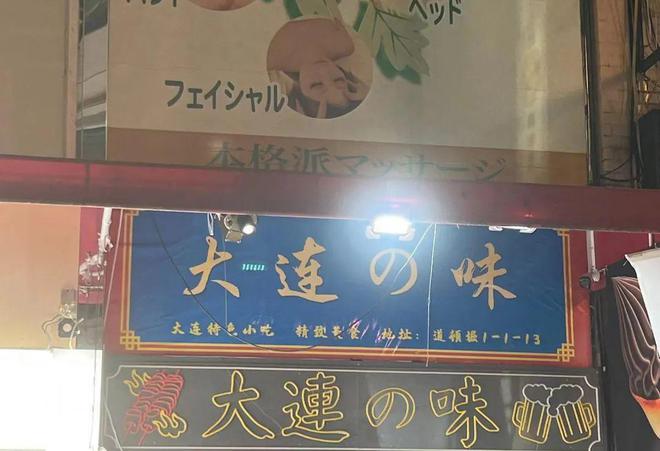 ヘッド
フェイシャル
本格派マッサージ
大连の味
大连特色小吃 精致美食 地址：道頓堀1-1-13
大連の味